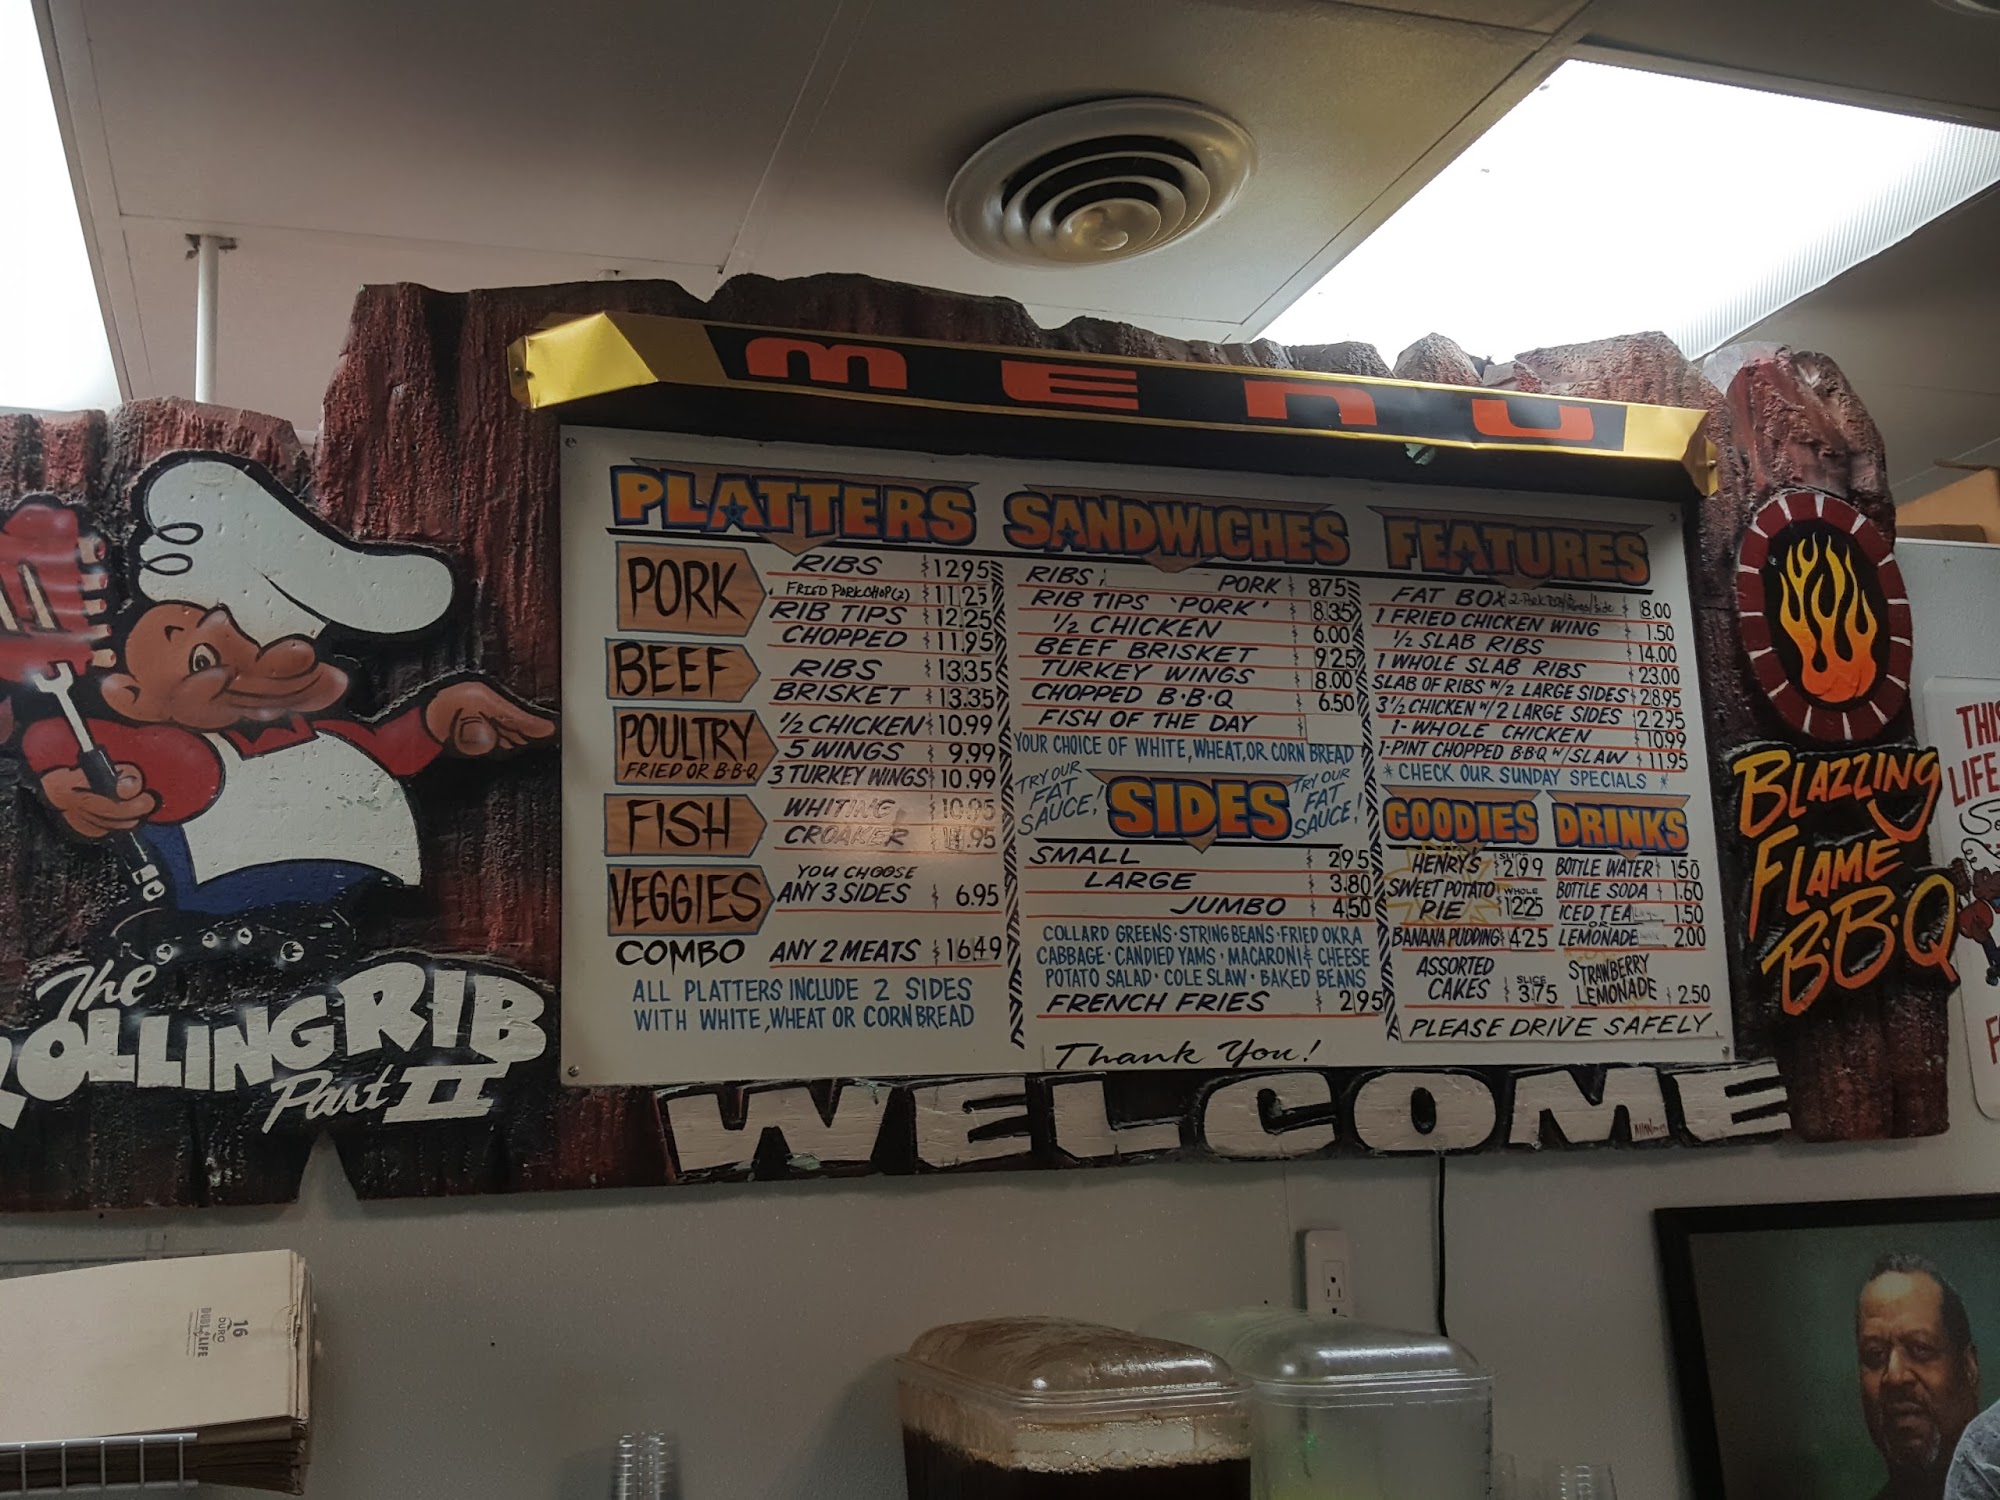 MENU
PLATTERS
PORK
RIBS $12.95
FRIED PORK CHOP (2) $11.25
RIB TIPS $12.25
CHOPPED $11.95
BEEF
RIBS $13.35
BRISKET $13.35
POULTRY
FRIED OR B·B·Q
1/2 CHICKEN $10.99
5 WINGS $9.99
3 TURKEY WINGS $10.99
FISH
WHITING 10.95
CROAKER 11.95
VEGGIES
YOU CHOOSE
ANY 3 SIDES $6.95
COMBO ANY 2 MEATS $16.49
ALL PLATTERS INCLUDE 2 SIDES
WITH WHITE, WHEAT OR CORN BREAD
SANDWICHES
RIBS, PORK $8.75
RIB TIPS "PORK" 8.35
1/2 CHICKEN 6.00
BEEF BRISKET 9.25
TURKEY WINGS 8.00
CHOPPED B·B·Q $6.50
FISH OF THE DAY $
YOUR CHOICE OF WHITE, WHEAT, OR CORN BREAD
TRY OUR
FAT
SAUCE!
SIDES
TRY OUR
FAT
SAUCE!
SMALL 2.95
LARGE 3.80
JUMBO 4.50
COLLARD GREENS · STRING BEANS · FRIED OKRA
CABBAGE · CANDIED YAMS · MACARONI & CHEESE
POTATO SALAD · COLE SLAW · BAKED BEANS
FRENCH FRIES $2.95
Thank You!
FEATURES
FAT BOX $8.00
1 FRIED CHICKEN WING 1.50
1/2 SLAB RIBS 14.00
1 WHOLE SLAB RIBS 23.00
SLAB OF RIBS W/2 LARGE SIDES 28.95
3 1/2 CHICKEN W/2 LARGE SIDES 22.95
1-WHOLE CHICKEN 10.99
1-PINT CHOPPED B·B·Q W/SLAW $11.95
* CHECK OUR SUNDAY SPECIALS *
GOODIES
HENRY'S
SWEET POTATO
PIE
SLICE $2.99
WHOLE $12.25
BANANA PUDDING $4.25
ASSORTED
CAKES
SLICE $3.75
DRINKS
BOTTLE WATER $1.50
BOTTLE SODA $1.60
ICED TEA 1.50
OR
LEMONADE 2.00
STRAWBERRY
LEMONADE $2.50
PLEASE DRIVE SAFELY
WELCOME
The
ROLLING RIB
Part II
BLAZZING
FLAME
B·B·Q
THIS
LIFE
16
DURO
DUBL LIFE